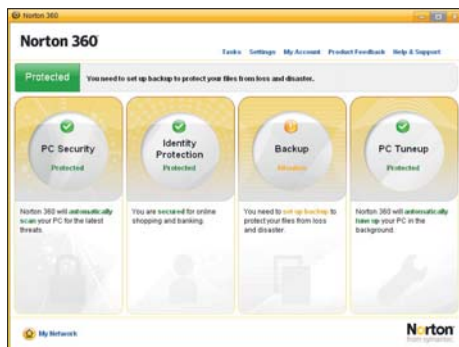 Norton 360
Norton 360
Tasks Settings My Account Product Feedback Help & Support
Protected You need to set up backup to protect your files from loss and disaster.
PC Security
Protected
Identity
Protection
Protected
Backup
Attention
PC Tuneup
Protected
Norton 360 will automatically
scan your PC for the latest
threats.
You are secured for online
shopping and banking.
You need to set up backup to
protect your files from loss
and disaster.
Norton 360 will automatically
tune up your PC in the
background.
My Network
Norton
from symantec